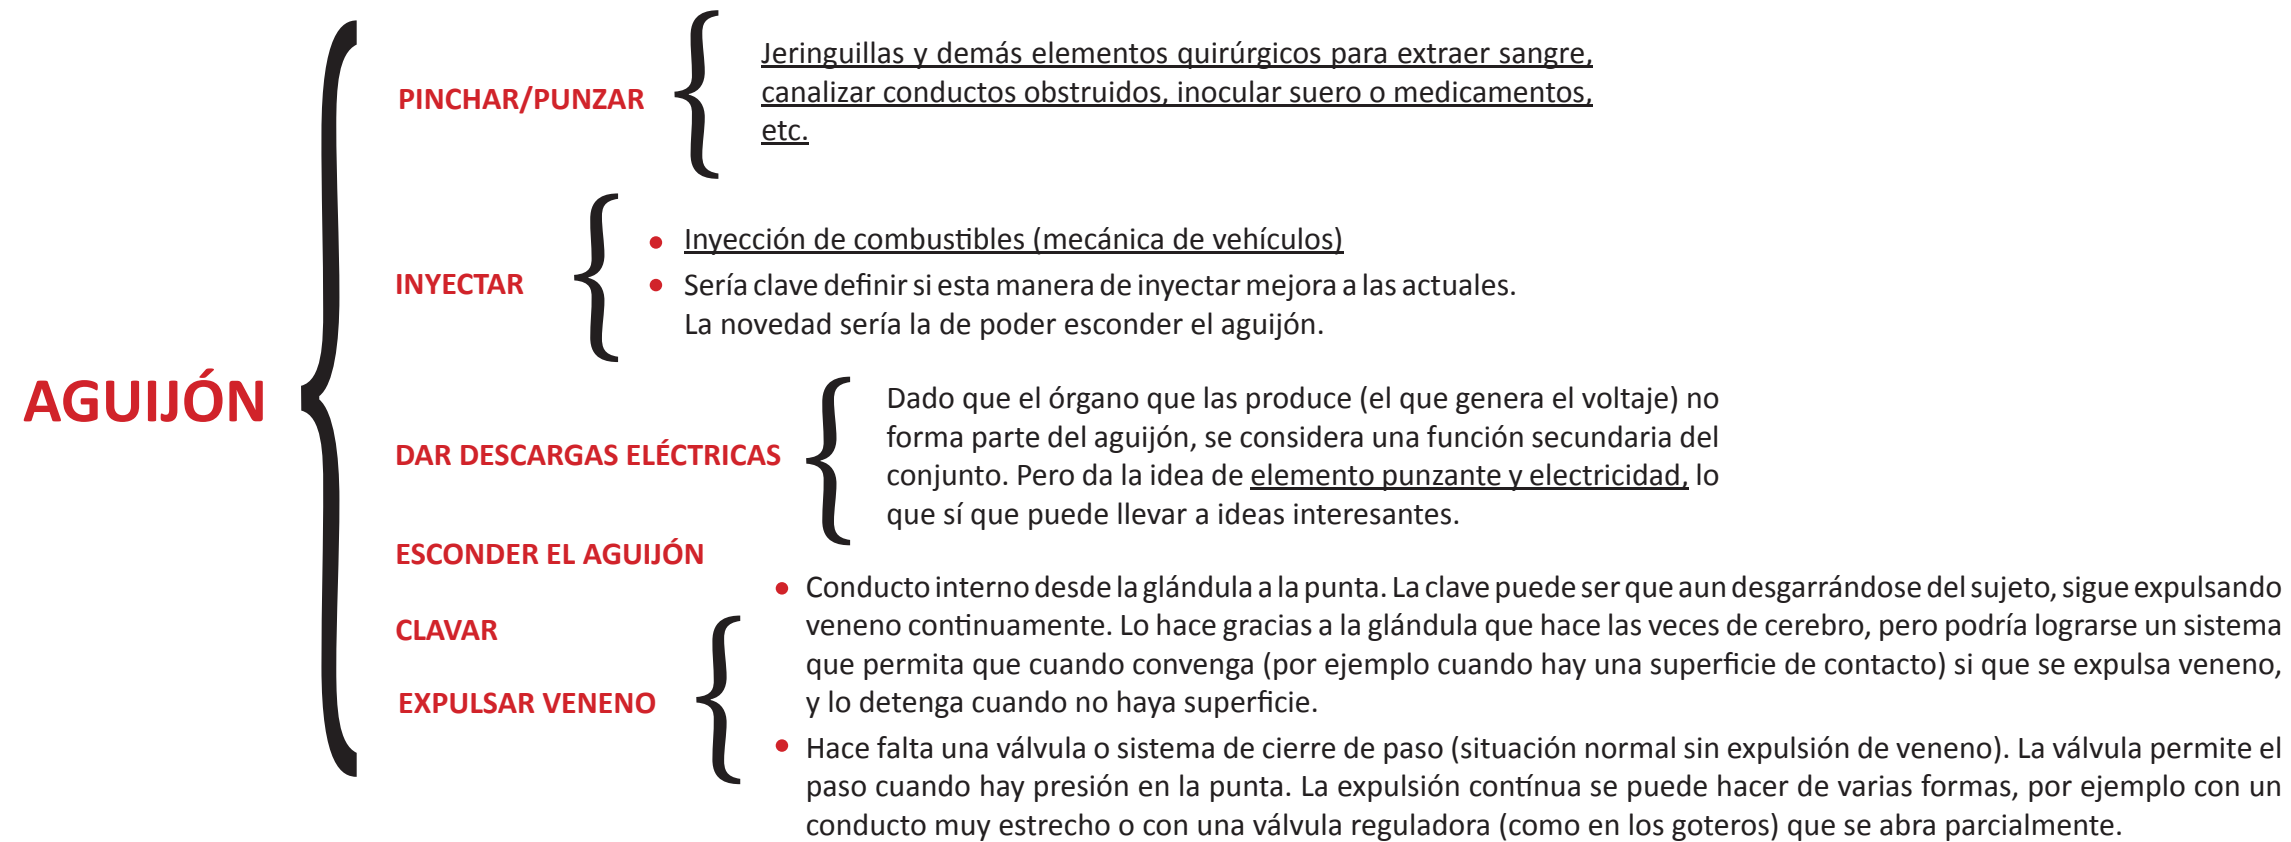 AGUIJÓN
PINCHAR/PUNZAR
Jeringuillas y demás elementos quirúrgicos para extraer sangre,
canalizar conductos obstruidos, inocular suero o medicamentos,
etc.
INYECTAR
• Inyección de combustibles (mecánica de vehículos)
• Sería clave definir si esta manera de inyectar mejora a las actuales.
La novedad sería la de poder esconder el aguijón.
DAR DESCARGAS ELÉCTRICAS
Dado que el órgano que las produce (el que genera el voltaje) no
forma parte del aguijón, se considera una función secundaria del
conjunto. Pero da la idea de elemento punzante y electricidad, lo
que sí que puede llevar a ideas interesantes.
ESCONDER EL AGUIJÓN
CLAVAR
EXPULSAR VENENO
• Conducto interno desde la glándula a la punta. La clave puede ser que aun desgarrándose del sujeto, sigue expulsando
veneno continuamente. Lo hace gracias a la glándula que hace las veces de cerebro, pero podría lograrse un sistema
que permita que cuando convenga (por ejemplo cuando hay una superficie de contacto) si que se expulsa veneno,
y lo detenga cuando no haya superficie.
• Hace falta una válvula o sistema de cierre de paso (situación normal sin expulsión de veneno). La válvula permite el
paso cuando hay presión en la punta. La expulsión contínua se puede hacer de varias formas, por ejemplo con un
conducto muy estrecho o con una válvula reguladora (como en los goteros) que se abra parcialmente.